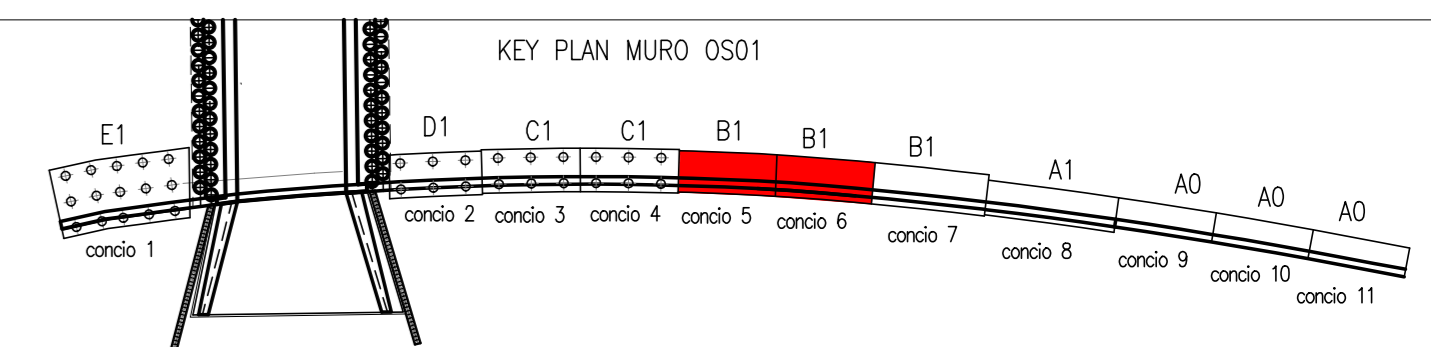 KEY PLAN MURO OS01
E1
D1
C1
C1
B1
B1
B1
A1
A0
A0
A0
concio 1
concio 2
concio 3
concio 4
concio 5
concio 6
concio 7
concio 8
concio 9
concio 10
concio 11